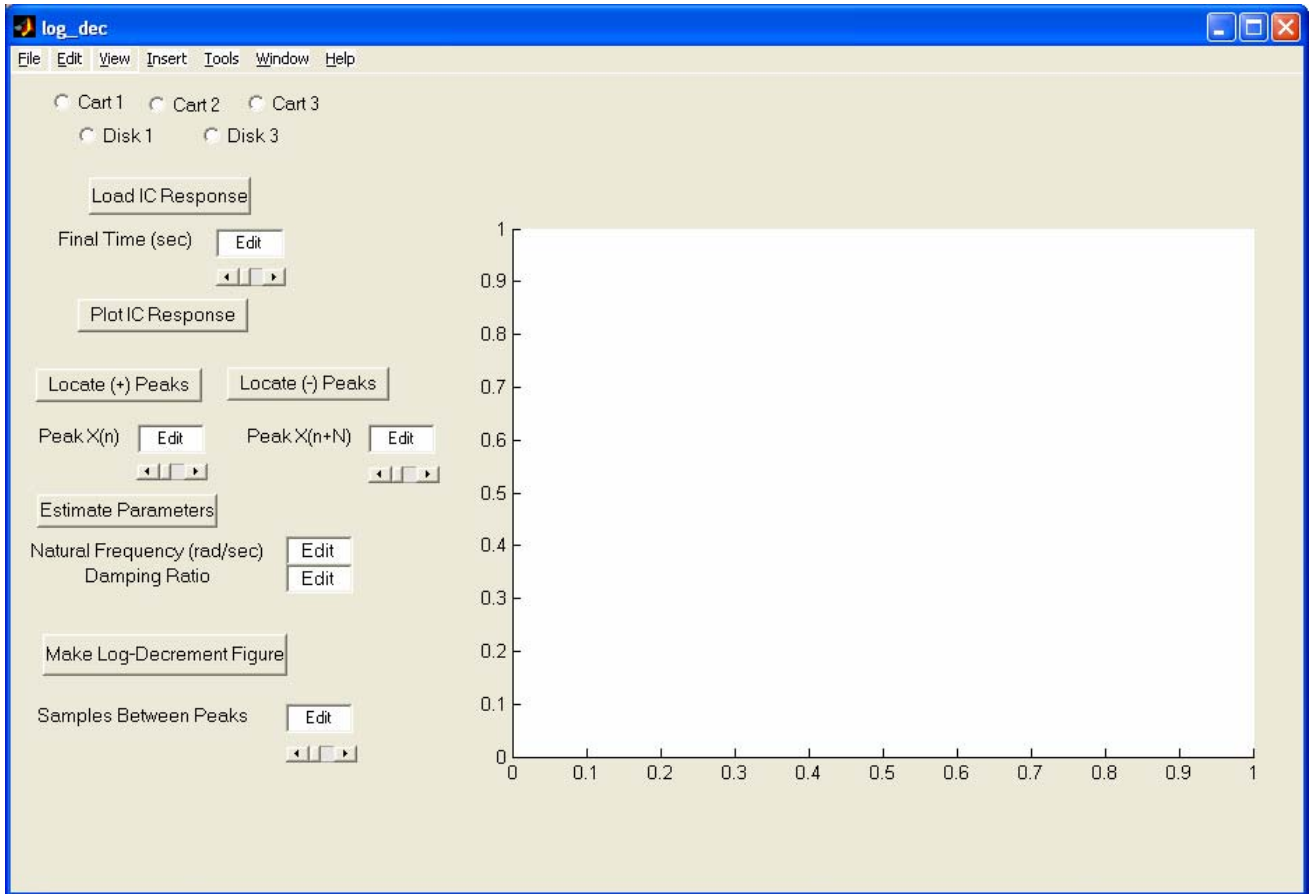 log_dec
File Edit View Insert Tools Window Help
Cart 1 Cart 2 Cart 3
Disk 1 Disk 3
Load IC Response
Final Time (sec) Edit
Plot IC Response
Locate (+) Peaks Locate (-) Peaks
Peak X(n) Edit Peak X(n+N) Edit
Estimate Parameters
Natural Frequency (rad/sec) Edit
Damping Ratio Edit
Make Log-Decrement Figure
Samples Between Peaks Edit
1
0.9
0.8
0.7
0.6
0.5
0.4
0.3
0.2
0.1
0
0 0.1 0.2 0.3 0.4 0.5 0.6 0.7 0.8 0.9 1